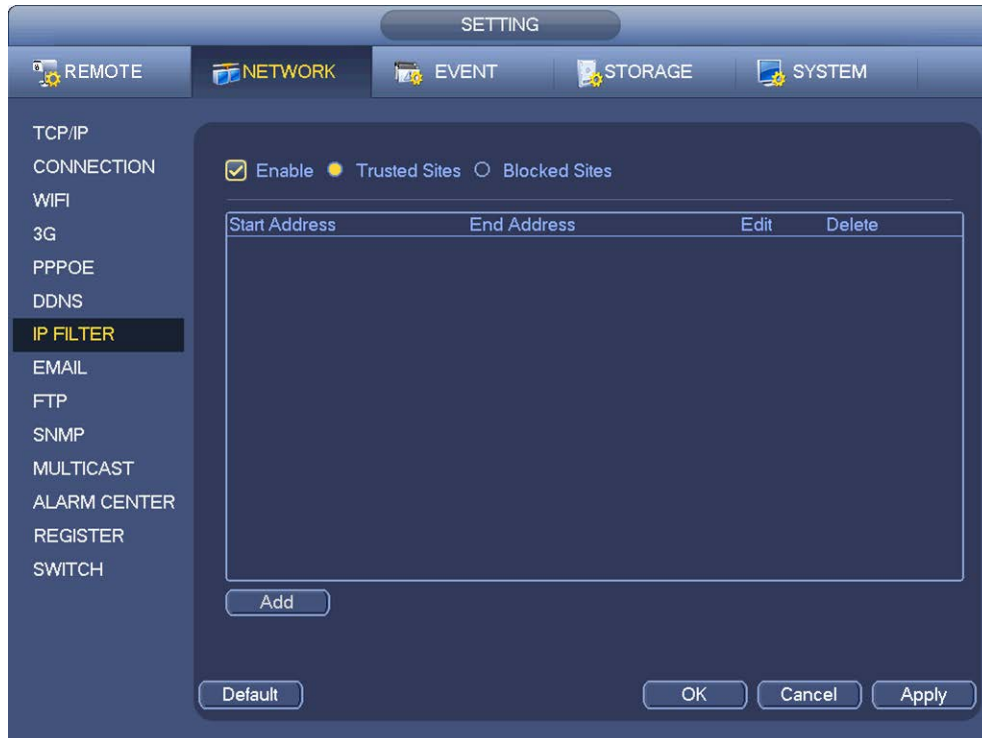 SETTING
REMOTE NETWORK EVENT STORAGE SYSTEM
TCP/IP
CONNECTION
WIFI
3G
PPPOE
DDNS
IP FILTER
EMAIL
FTP
SNMP
MULTICAST
ALARM CENTER
REGISTER
SWITCH
Enable Trusted Sites Blocked Sites
Start Address End Address Edit Delete
Add
Default OK Cancel Apply